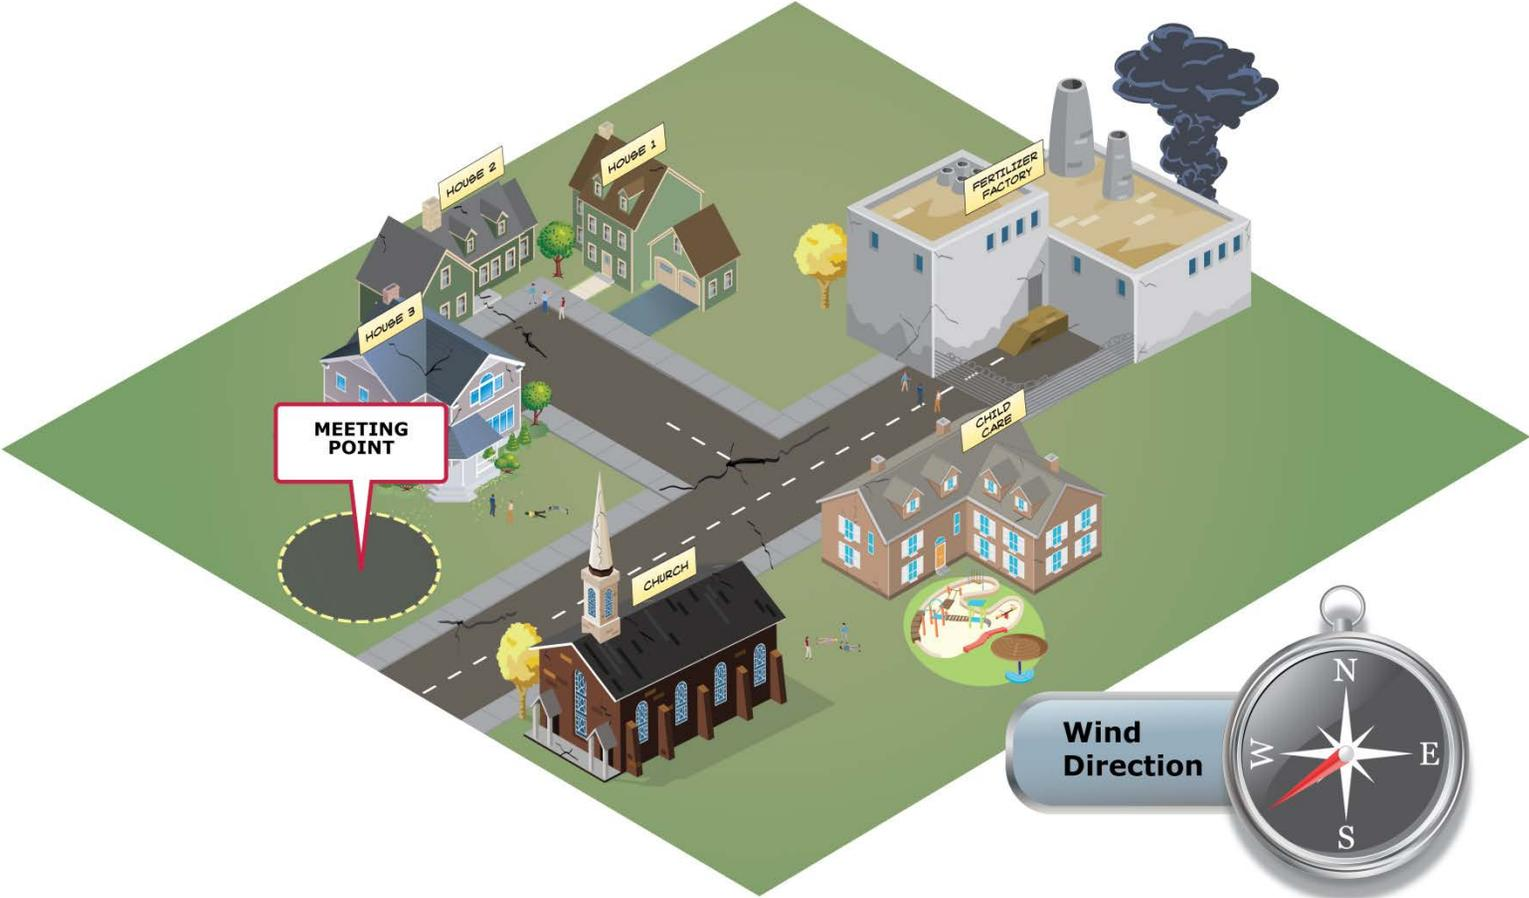 HOUSE 1
HOUSE 2
FERTILIZER
FACTORY
HOUSE 3
MEETING
POINT
CHILD
CARE
CHURCH
Wind
Direction
N
W
E
S